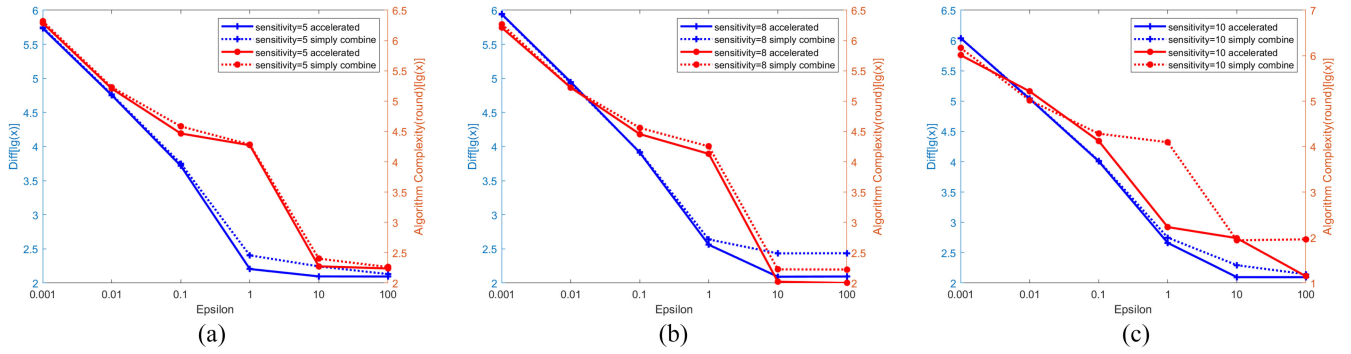 6
5.5
5
4.5
4
3.5
3
2.5
2
Diff[lg(x)]
sensitivity=5 accelerated
sensitivity=5 simply combine
sensitivity=5 accelerated
sensitivity=5 simply combine
6.5
6
5.5
5
4.5
4
3.5
3
2.5
2
Algorithm Complexity(round)[lg(x)]
0.001 0.01 0.1 1 10 100
Epsilon
(a)
6
5.5
5
4.5
4
3.5
3
2.5
2
Diff[lg(x)]
sensitivity=8 accelerated
sensitivity=8 simply combine
sensitivity=8 accelerated
sensitivity=8 simply combine
6.5
6
5.5
5
4.5
4
3.5
3
2.5
2
Algorithm Complexity(round)[lg(x)]
0.001 0.01 0.1 1 10 100
Epsilon
(b)
6.5
6
5.5
5
4.5
4
3.5
3
2.5
2
Diff[lg(x)]
sensitivity=10 accelerated
sensitivity=10 simply combine
sensitivity=10 accelerated
sensitivity=10 simply combine
7
6
5
4
3
2
1
Algorithm Complexity(round)[lg(x)]
0.001 0.01 0.1 1 10 100
Epsilon
(c)